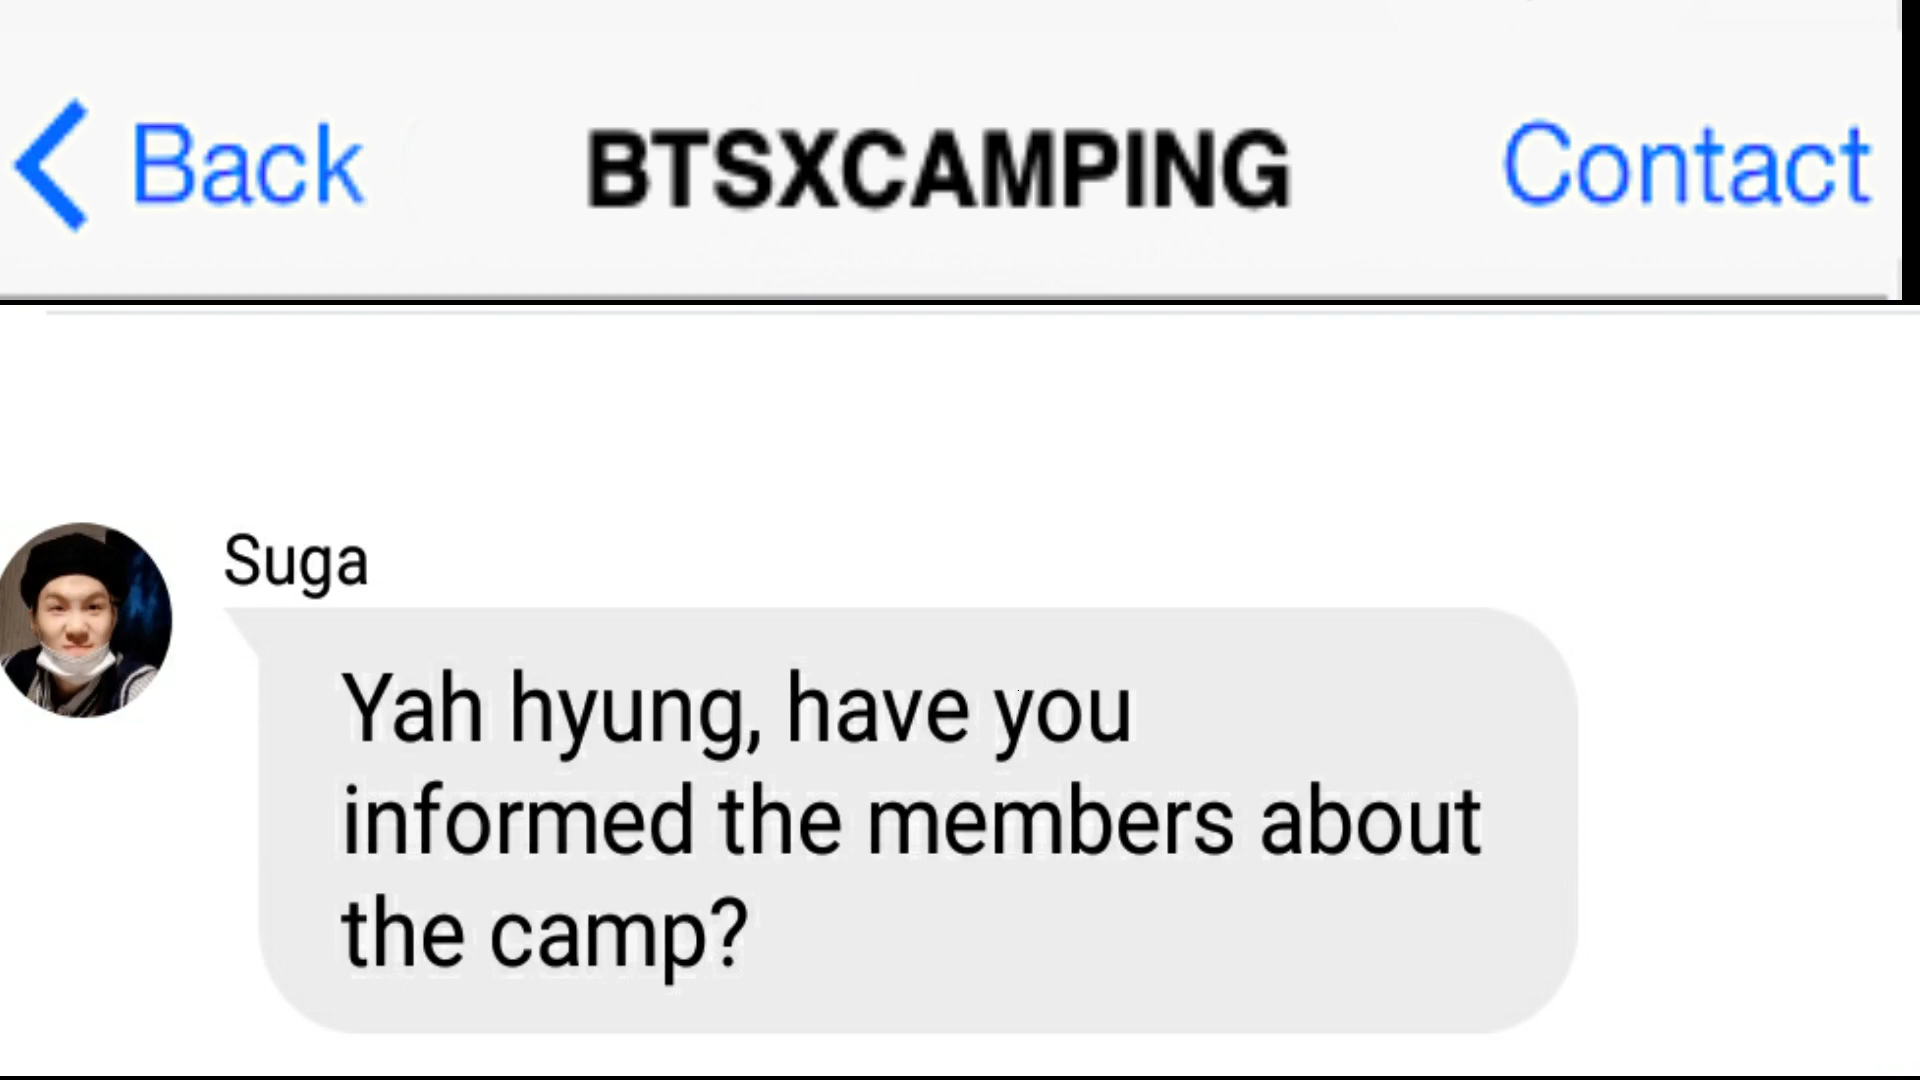 Back BTSXCAMPING Contact
Suga
Yah hyung, have you
informed the members about
the camp?